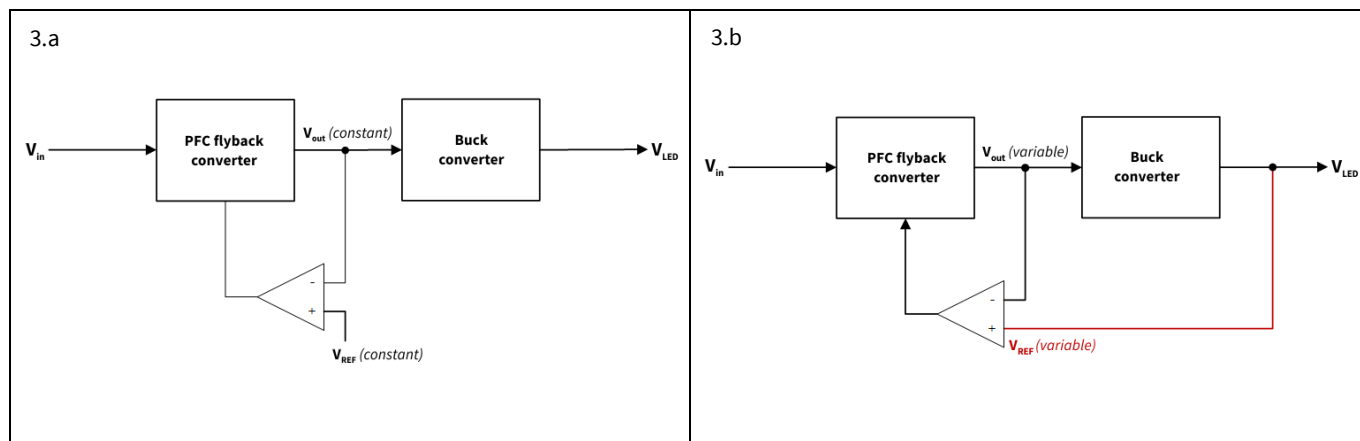 3.a
V_in
PFC flyback
converter
V_out (constant)
Buck
converter
V_LED
-
+
V_REF (constant)
3.b
V_in
PFC flyback
converter
V_out (variable)
Buck
converter
V_LED
-
+
V_REF (variable)